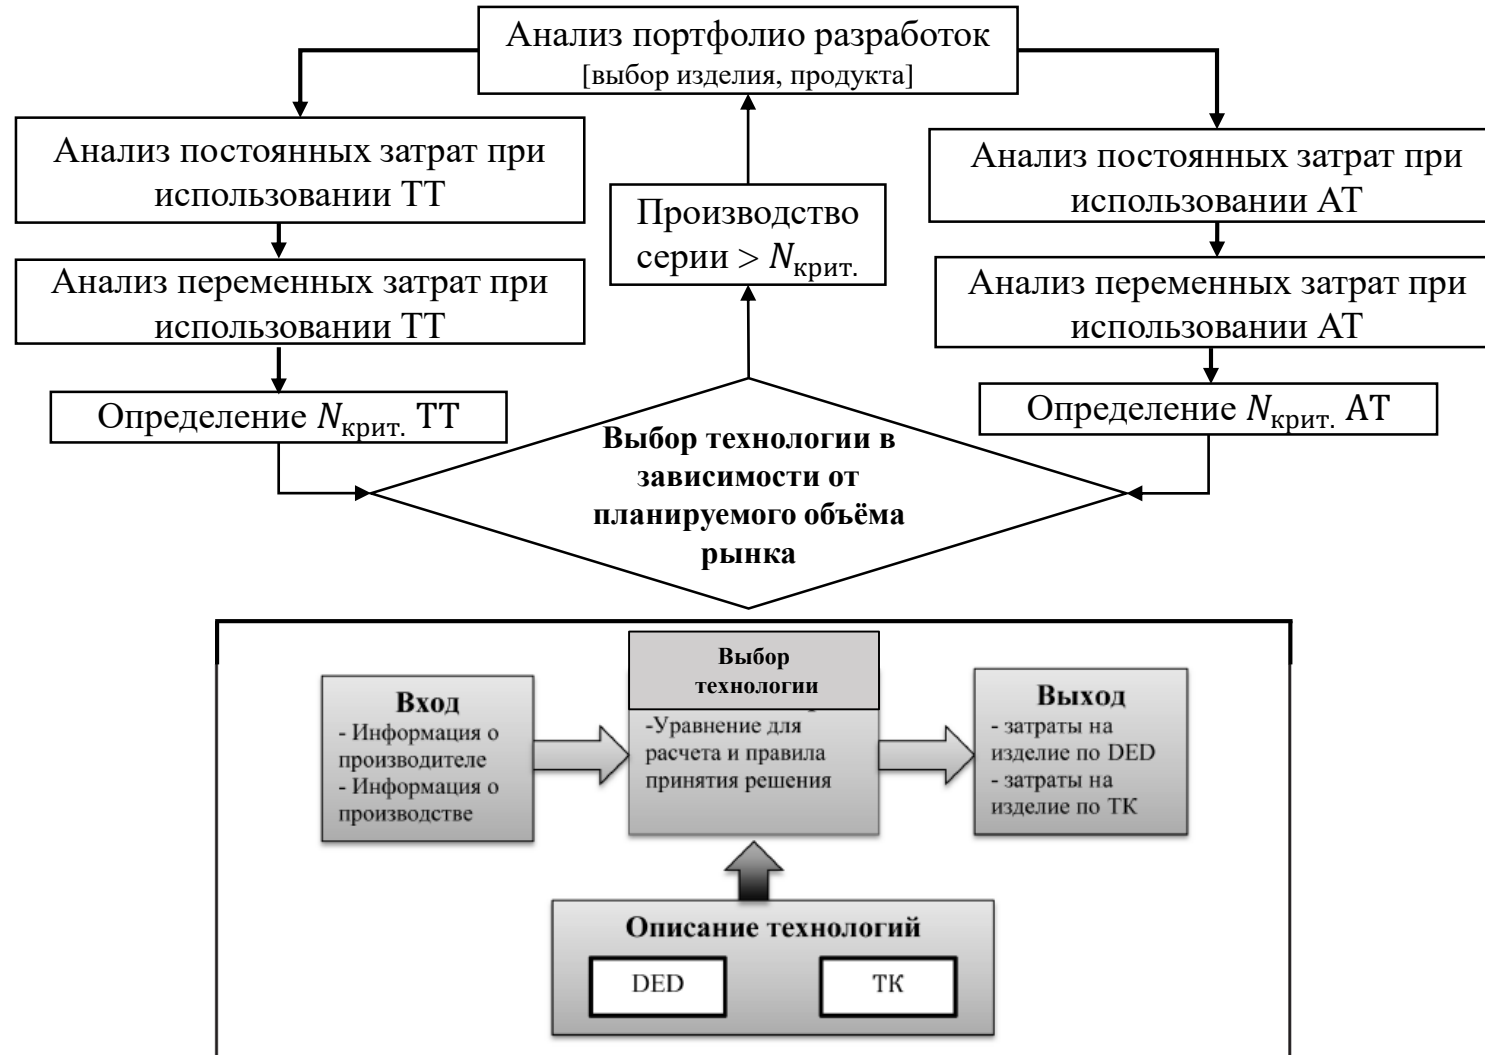 Анализ портфолио разработок
[выбор изделия, продукта]
Анализ постоянных затрат при
использовании ТТ
Анализ переменных затрат при
использовании ТТ
Определение Nкрит. ТТ
Производство
серии > Nкрит.
Анализ постоянных затрат при
использовании АТ
Анализ переменных затрат при
использовании АТ
Определение Nкрит. АТ
Выбор технологии в
зависимости от
планируемого объёма
рынка
Вход
- Информация о
производителе
- Информация о
производстве
Выбор
технологии
-Уравнение для
расчета и правила
принятия решения
Выход
- затраты на
изделие по DED
- затраты на
изделие по ТК
Описание технологий
DED
ТК